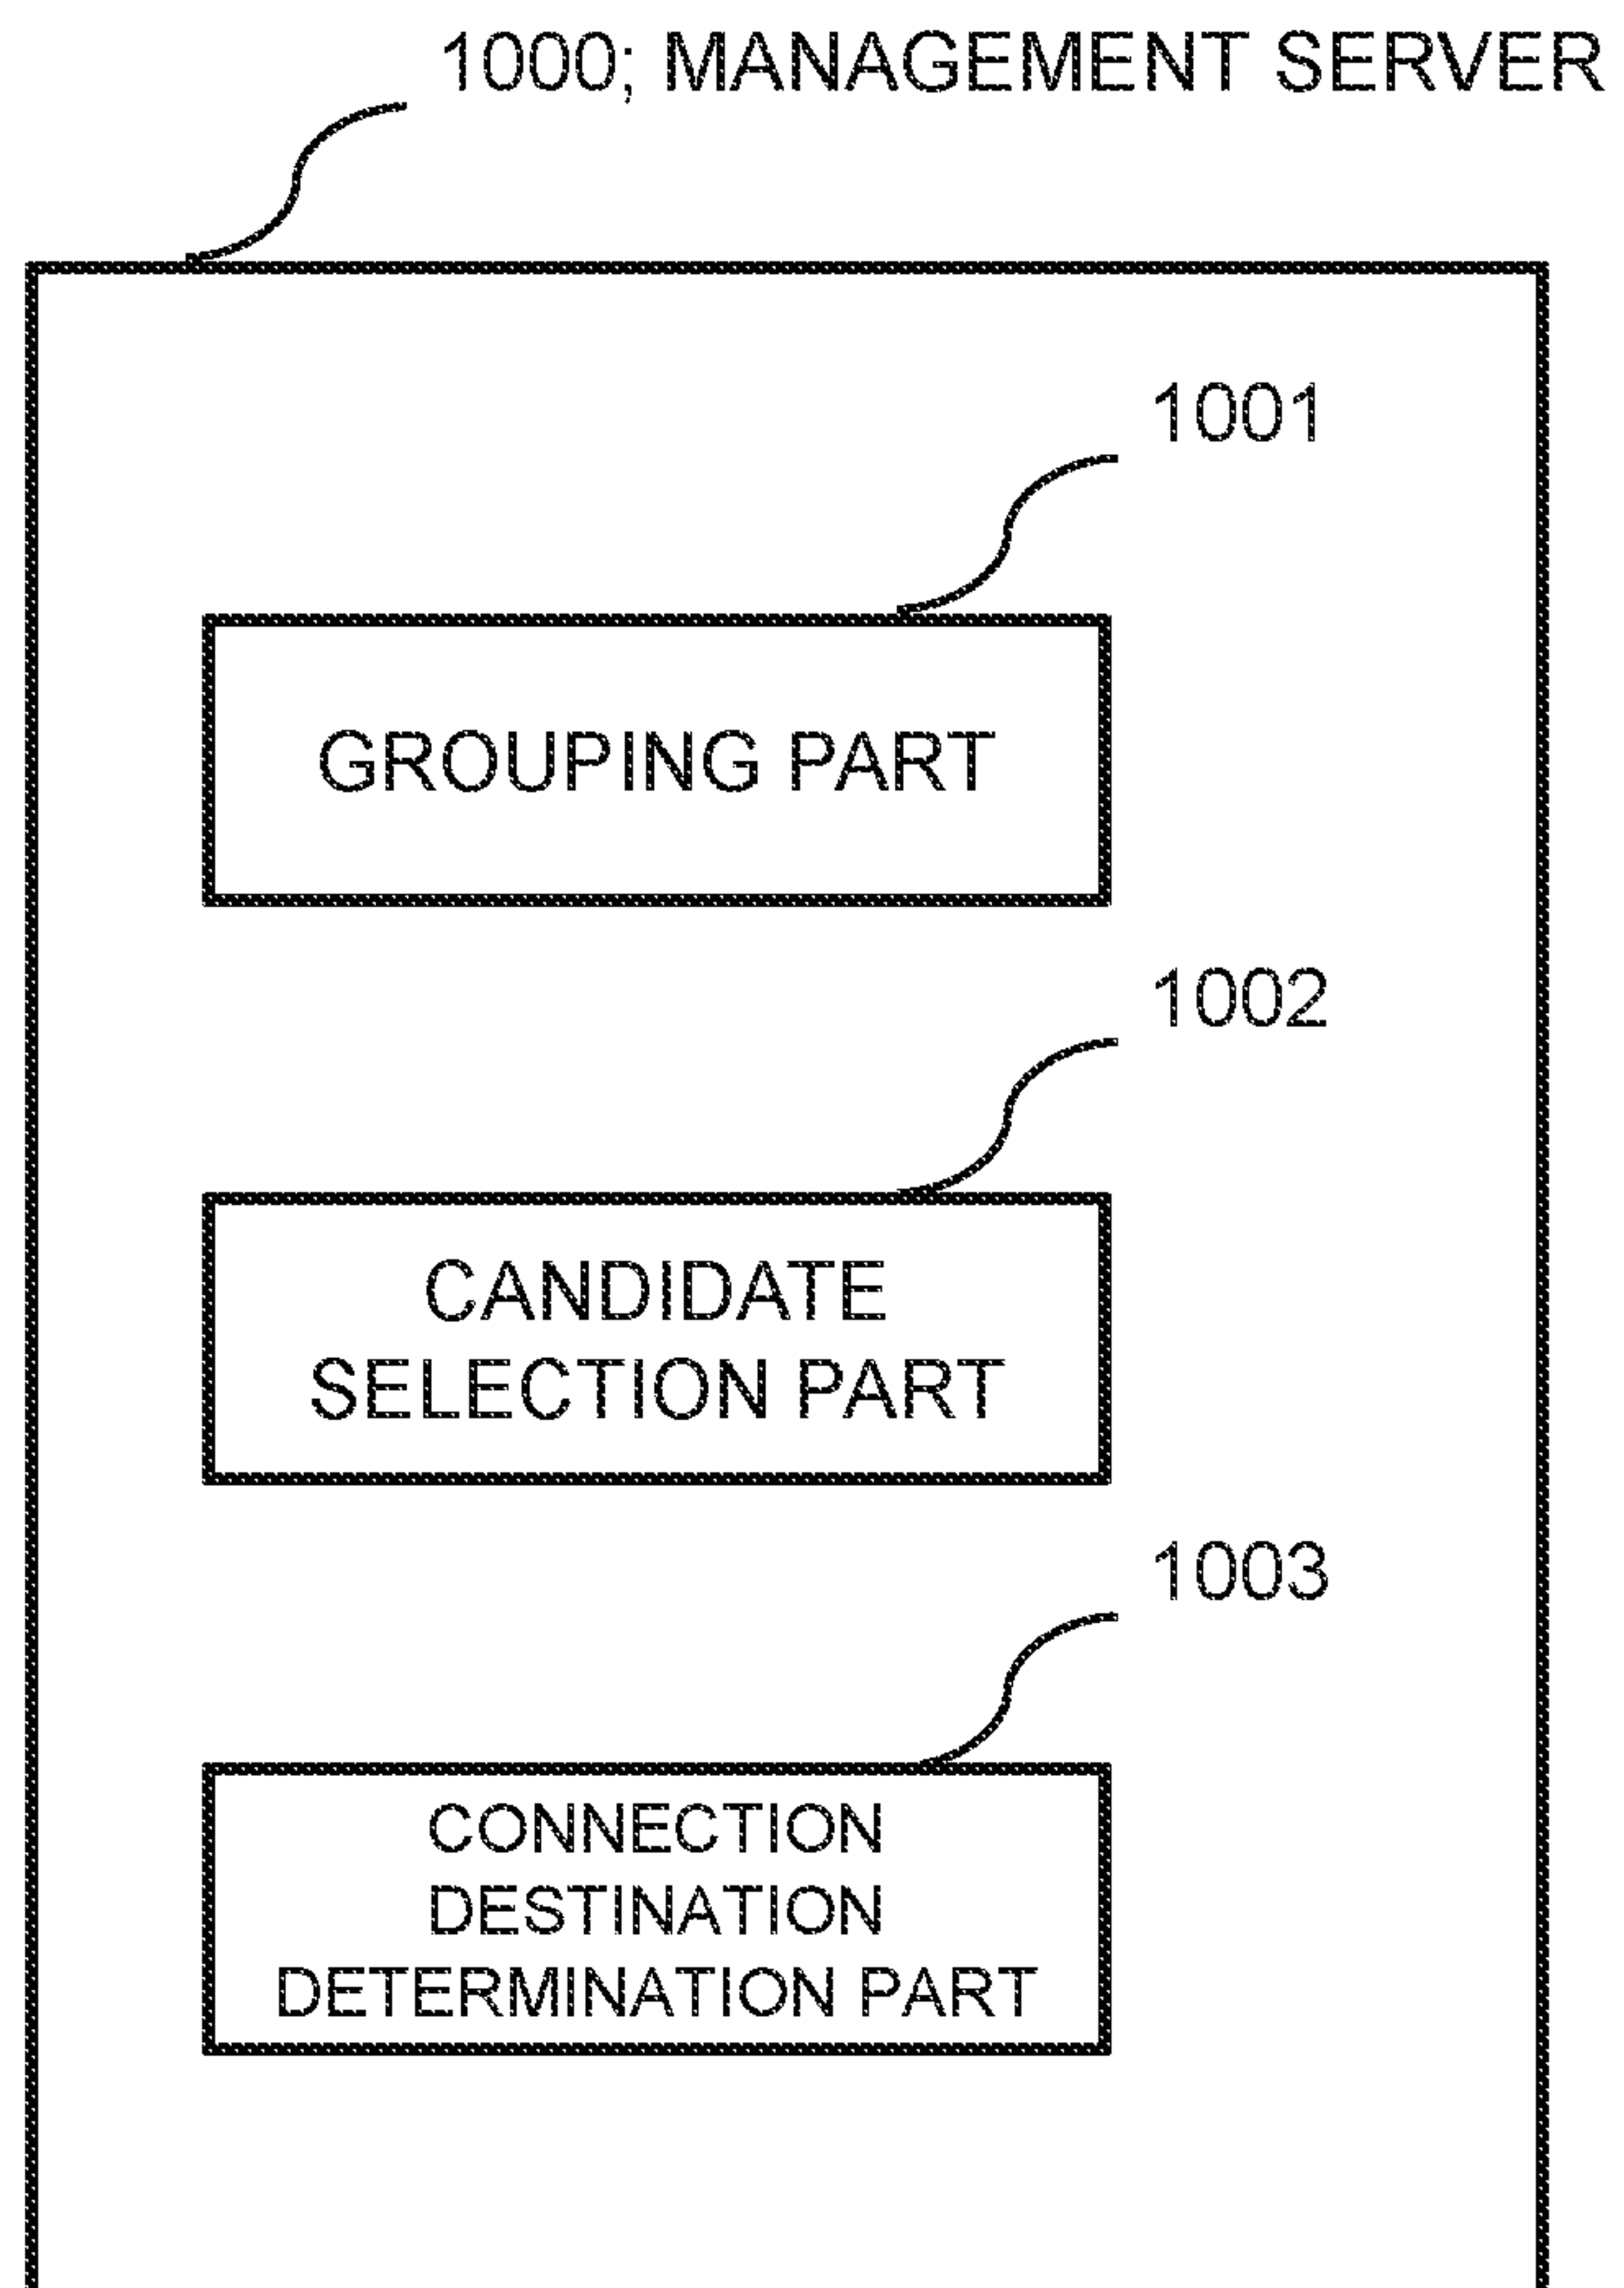 1000; MANAGEMENT SERVER
1001
GROUPING PART
1002
CANDIDATE
SELECTION PART
1003
CONNECTION
DESTINATION
DETERMINATION PART